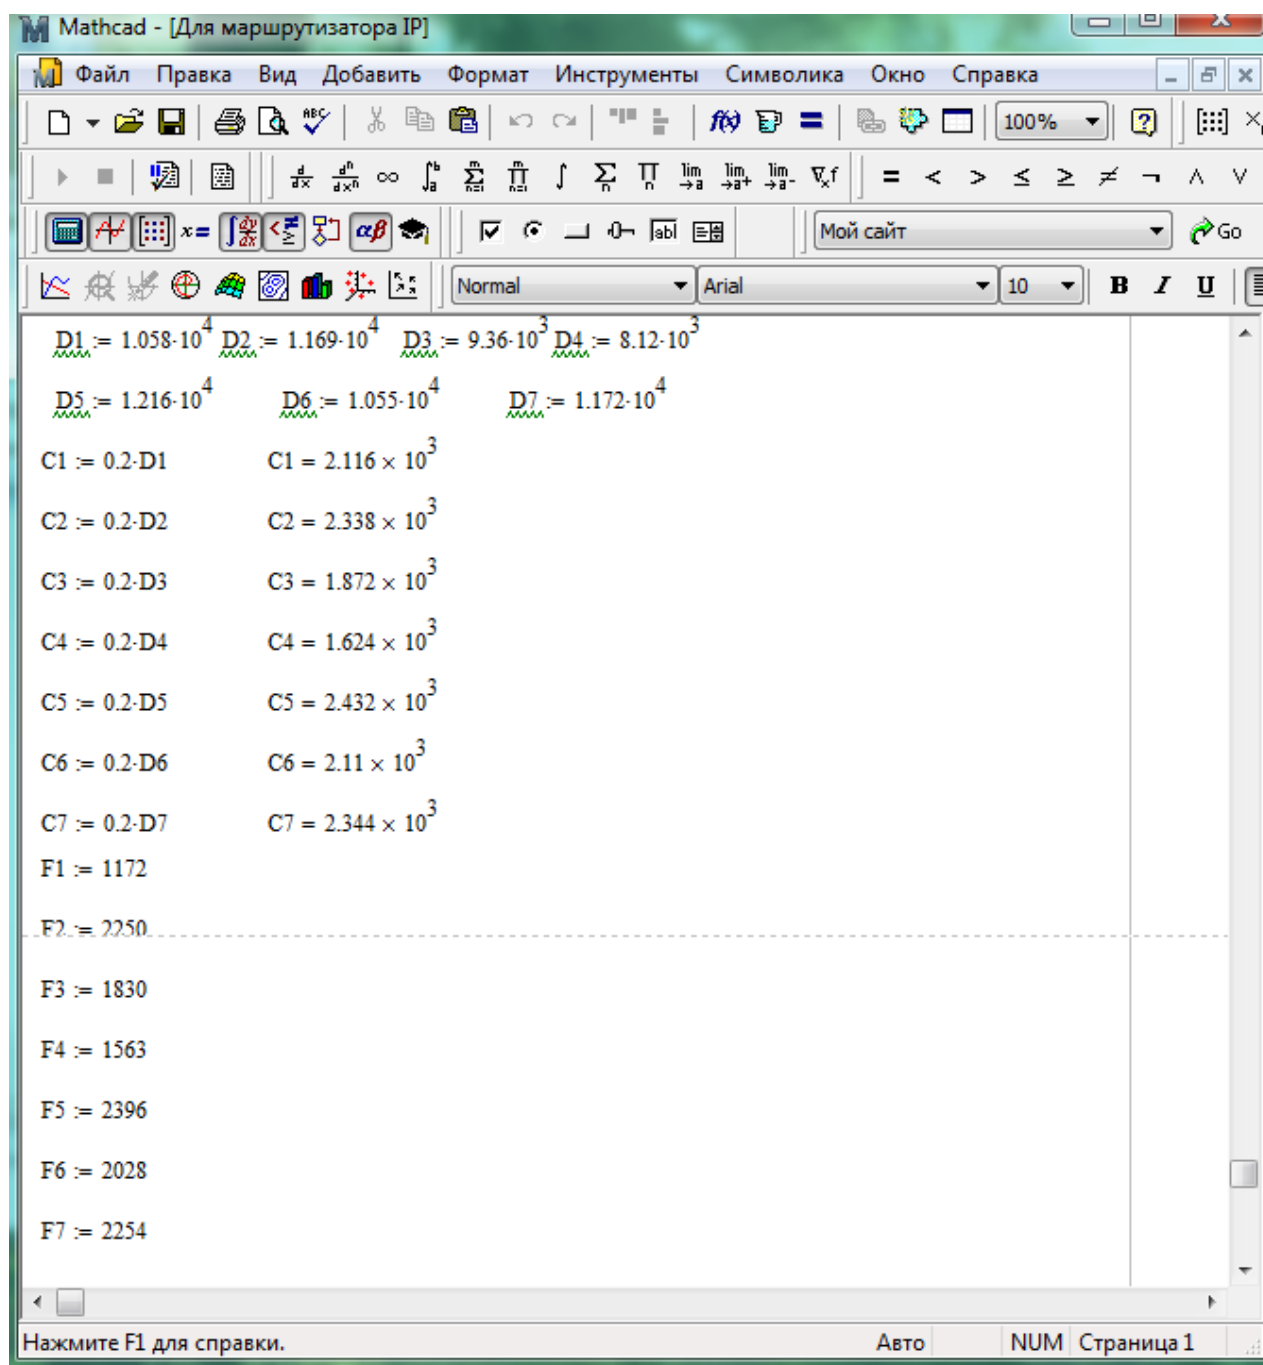 Mathcad - [Для маршрутизатора IP]
Файл Правка Вид Добавить Формат Инструменты Символика Окно Справка
100%
Мой сайт Go
Normal Arial 10 B I U
D1 := 1.058·10^4 D2 := 1.169·10^4 D3 := 9.36·10^3 D4 := 8.12·10^3
D5 := 1.216·10^4 D6 := 1.055·10^4 D7 := 1.172·10^4
C1 := 0.2·D1 C1 = 2.116 × 10^3
C2 := 0.2·D2 C2 = 2.338 × 10^3
C3 := 0.2·D3 C3 = 1.872 × 10^3
C4 := 0.2·D4 C4 = 1.624 × 10^3
C5 := 0.2·D5 C5 = 2.432 × 10^3
C6 := 0.2·D6 C6 = 2.11 × 10^3
C7 := 0.2·D7 C7 = 2.344 × 10^3
F1 := 1172
F2 := 2250
F3 := 1830
F4 := 1563
F5 := 2396
F6 := 2028
F7 := 2254
Нажмите F1 для справки. Авто NUM Страница 1